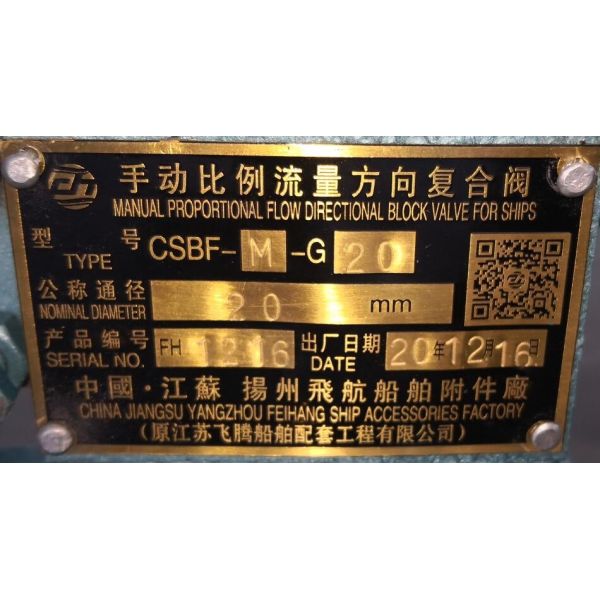 手动比例流量方向复合阀
MANUAL PROPORTIONAL FLOW DIRECTIONAL BLOCK VALVE FOR SHIPS
型 号 CSBF-M-G20
TYPE
公称通径 20 mm
NOMINAL DIAMETER
产品编号 FH 1216 出厂日期 20年12月16日
SERIAL NO. DATE
中國·江蘇 揚州飛航船舶附件廠
CHINA JIANGSU YANGZHOU FEIHANG SHIP ACCESSORIES FACTORY
(原江苏飞腾船舶配套工程有限公司)